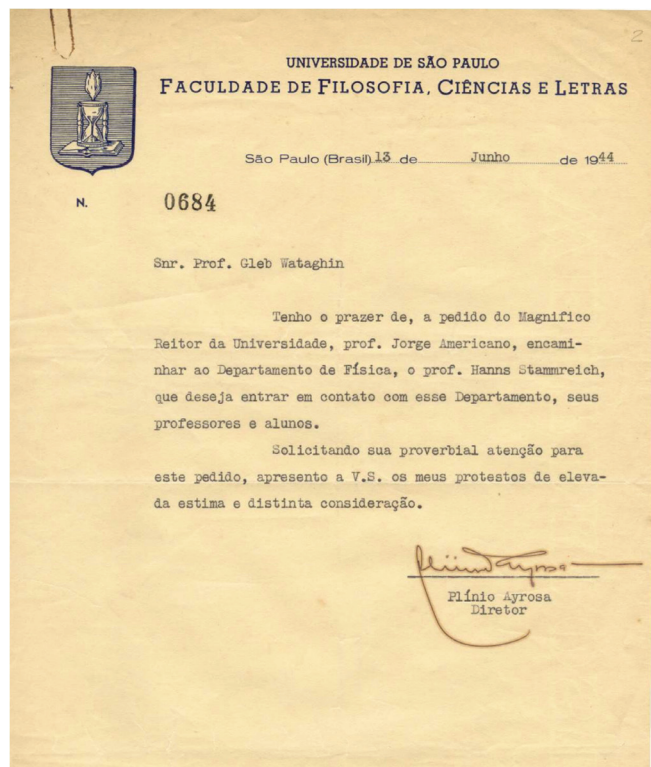 2
UNIVERSIDADE DE SÃO PAULO
FACULDADE DE FILOSOFIA, CIÊNCIAS E LETRAS
São Paulo (Brasil) 13 de Junho de 1944
N. 0684
Snr. Prof. Gleb Wataghin
Tenho o prazer de, a pedido do Magnifico
Reitor da Universidade, prof. Jorge Americano, encami-
nhar ao Departamento de Física, o prof. Hanns Stammreich,
que deseja entrar em contato com esse Departamento, seus
professores e alunos.
Solicitando sua proverbial atenção para
este pedido, apresento a V.S. os meus protestos de eleva-
da estima e distinta consideração.
Plínio Ayrosa
Plínio Ayrosa
Diretor